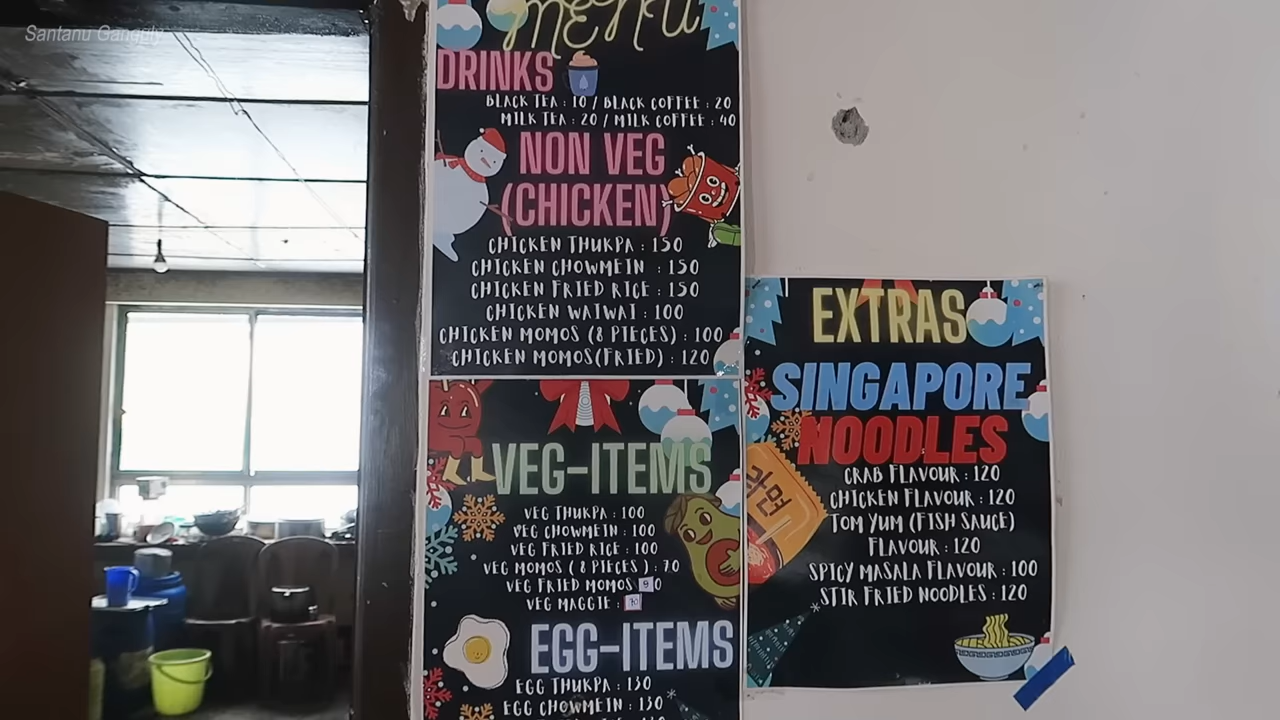 Santanu Ganguly
MENU
DRINKS
BLACK TEA : 10 / BLACK COFFEE : 20
MILK TEA : 20 / MILK COFFEE : 40
NON VEG
(CHICKEN)
CHICKEN THUKPA : 150
CHICKEN CHOWMEIN : 150
CHICKEN FRIED RICE : 150
CHICKEN WAIWAI : 100
CHICKEN MOMOS (8 PIECES) : 100
CHICKEN MOMOS(FRIED) : 120
VEG-ITEMS
VEG THUKPA : 100
VEG CHOWMEIN : 100
VEG FRIED RICE : 100
VEG MOMOS ( 8 PIECES ) : 70
VEG FRIED MOMOS 90
VEG MAGGIE : 70
EGG-ITEMS
EGG THUKPA : 130
EGG CHOWMEIN : 130
EXTRAS
SINGAPORE
NOODLES
CRAB FLAVOUR : 120
CHICKEN FLAVOUR : 120
TOM YUM (FISH SAUCE)
FLAVOUR : 120
SPICY MASALA FLAVOUR : 100
STIR FRIED NOODLES : 120
라면